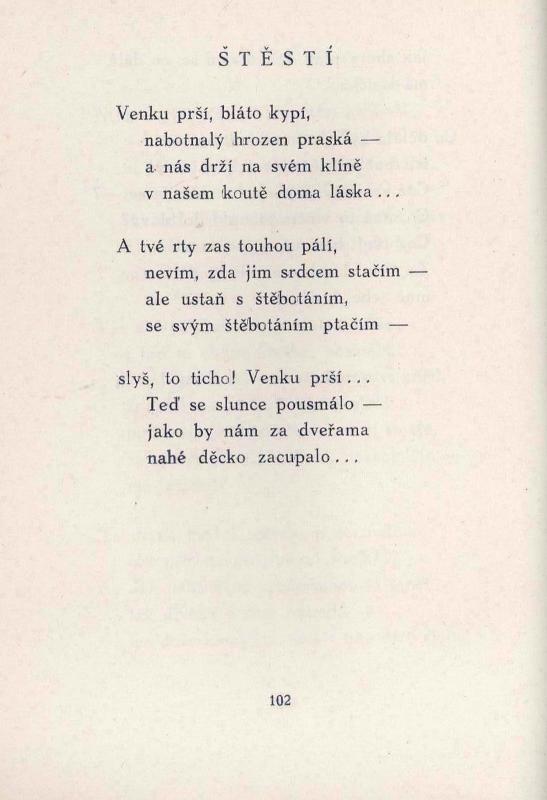 ŠTĚSTÍ
Venku prší, bláto kypí,
nabotnalý hrozen praská —
a nás drží na svém klíně
v našem koutě doma láska...
A tvé rty zas touhou pálí,
nevím, zda jim srdcem stačím —
ale ustaň s štěbotáním,
se svým štěbotáním ptačím —
slyš, to ticho! Venku prší...
Teď se slunce pousmálo —
jako by nám za dveřama
nahé děcko zacupalo...
102